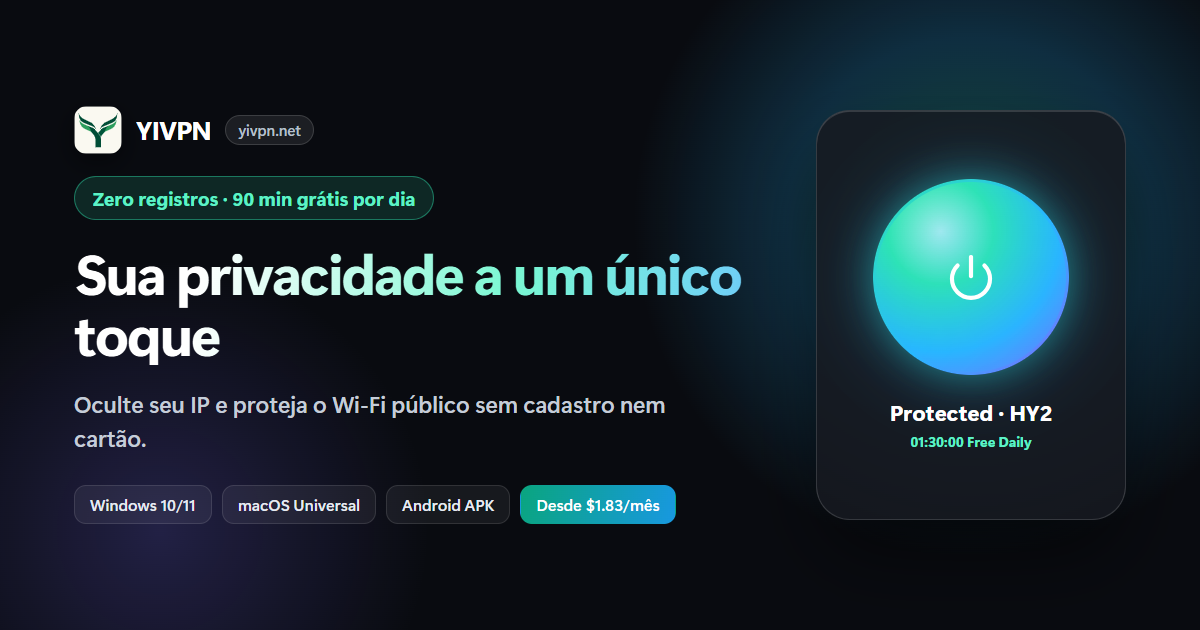 YIVPN
yivpn.net
Zero registros · 90 min grátis por dia
Sua privacidade a um único
toque
Oculte seu IP e proteja o Wi-Fi público sem cadastro nem
cartão.
Windows 10/11
macOS Universal
Android APK
Desde $1.83/mês
Protected · HY2
01:30:00 Free Daily